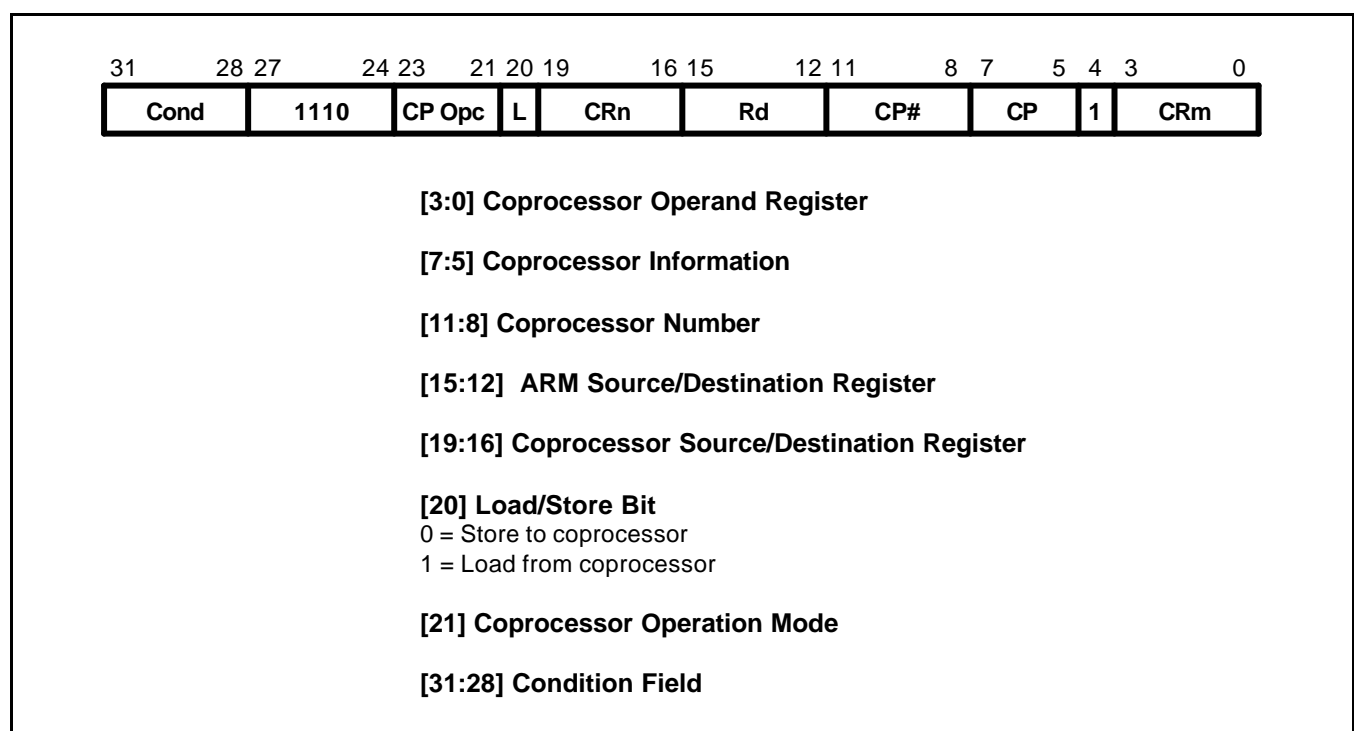 31 28 27 24 23 21 20 19 16 15 12 11 8 7 5 4 3 0
Cond 1110 CP Opc L CRn Rd CP# CP 1 CRm
[3:0] Coprocessor Operand Register
[7:5] Coprocessor Information
[11:8] Coprocessor Number
[15:12] ARM Source/Destination Register
[19:16] Coprocessor Source/Destination Register
[20] Load/Store Bit
0 = Store to coprocessor
1 = Load from coprocessor
[21] Coprocessor Operation Mode
[31:28] Condition Field